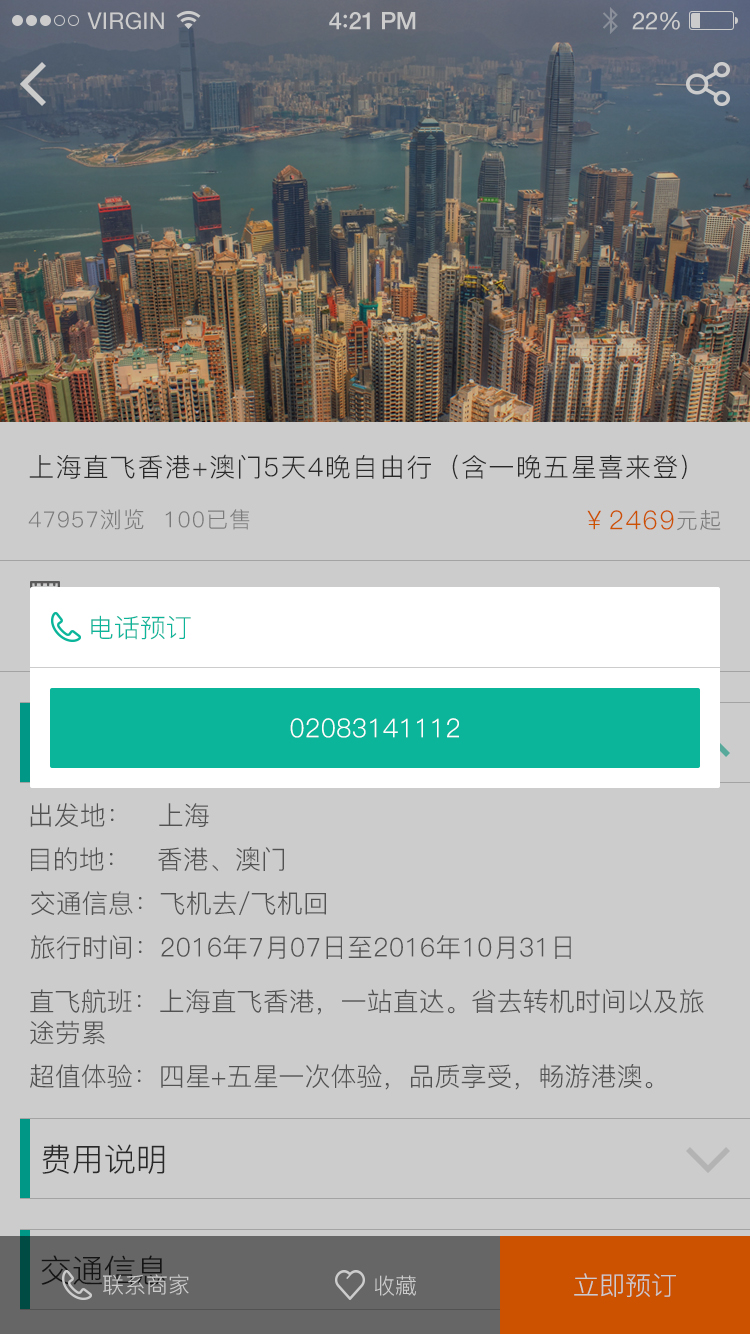 VIRGIN 4:21 PM 22%
上海直飞香港+澳门5天4晚自由行（含一晚五星喜来登）
47957浏览 100已售 ¥ 2469元起
电话预订
02083141112
出发地： 上海
目的地： 香港、澳门
交通信息：飞机去/飞机回
旅行时间：2016年7月07日至2016年10月31日
直飞航班：上海直飞香港，一站直达。省去转机时间以及旅
途劳累
超值体验：四星+五星一次体验，品质享受，畅游港澳。
费用说明
交通信息
联系商家 收藏 立即预订